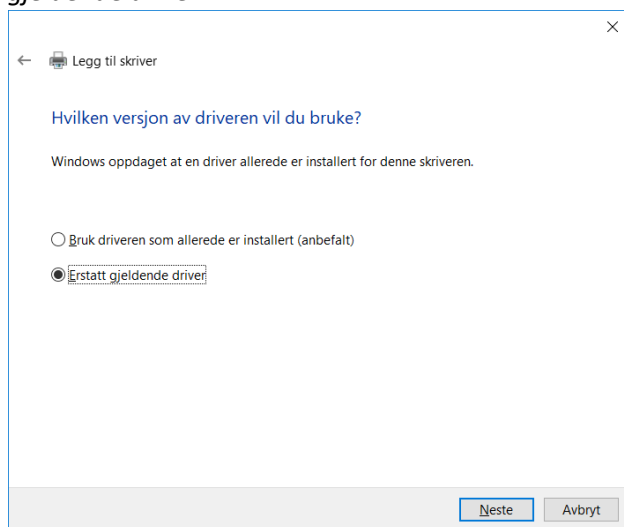 Legg til skriver
Hvilken versjon av driveren vil du bruke?
Windows oppdaget at en driver allerede er installert for denne skriveren.
Bruk driveren som allerede er installert (anbefalt)
Erstatt gjeldende driver
Neste Avbryt